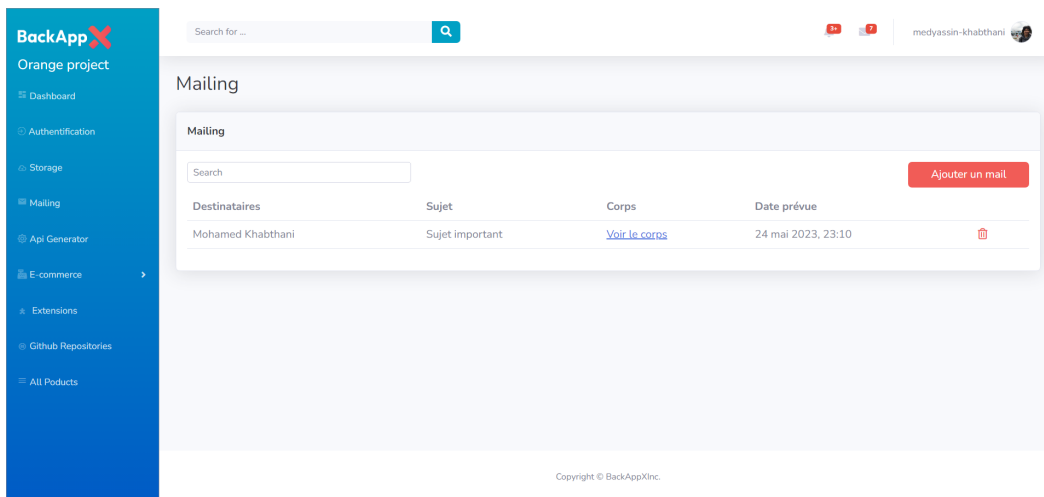 BackApp
Orange project
Dashboard
Authentification
Storage
Mailing
Api Generator
E-commerce
Extensions
Github Repositories
All Poducts
Search for ...
3+
7
medyassin-khabthani
Mailing
Mailing
Search
Ajouter un mail
Destinataires Sujet Corps Date prévue
Mohamed Khabthani Sujet important Voir le corps 24 mai 2023, 23:10
Copyright © BackAppXInc.